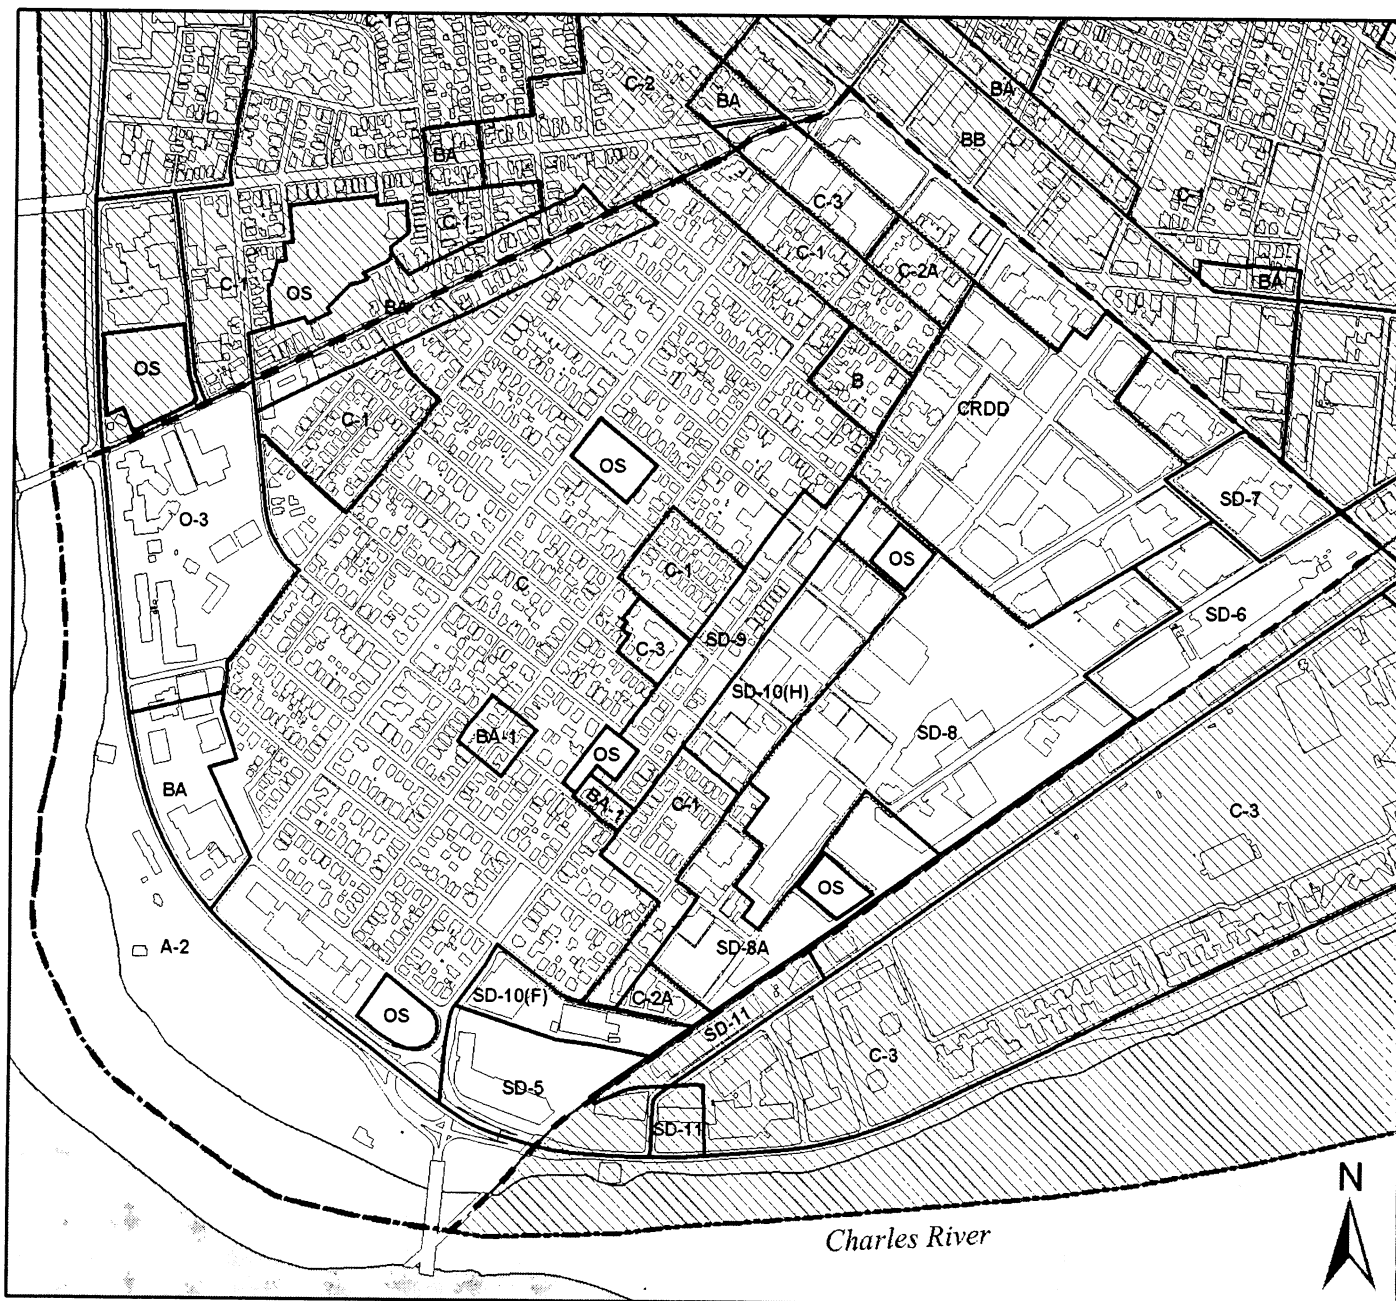 C-1
C-2
BA
BA
BB
BA
C-3
C-1
C-1
C-1
C-1
C-2A
OS
BA
BA
OS
B
CRDD
C-1
OS
SD-7
O-3
OS
C-1
C
SD-6
SD-9
C-3
SD-10(H)
BA-1
SD-8
OS
BA
BA-1
C-1
C-3
OS
A-2
SD-8A
SD-10(F)
C-2A
OS
SD-11
C-3
SD-5
SD-11
N
Charles River